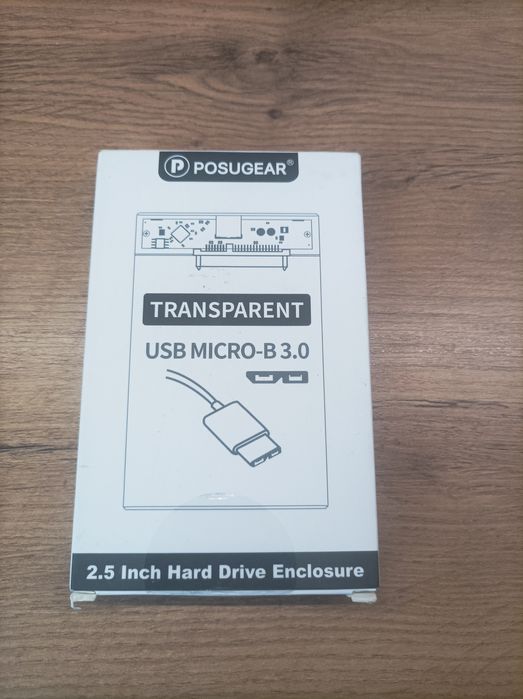 POSUGEAR®
TRANSPARENT
USB MICRO-B 3.0
2.5 Inch Hard Drive Enclosure